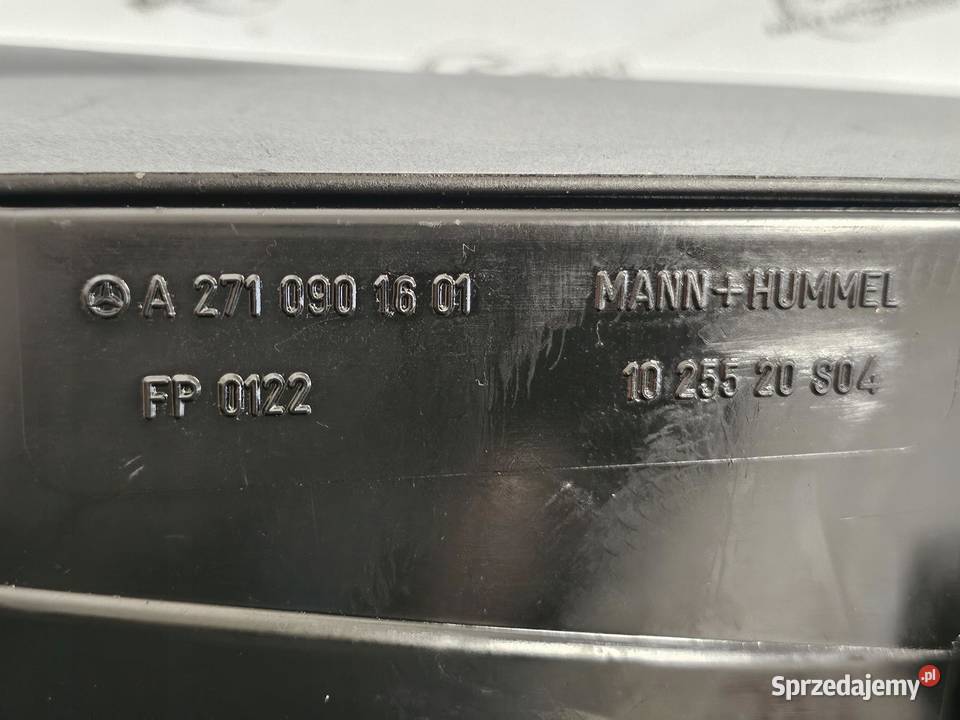 A 271 090 16 01
MANN+HUMMEL
FP 0122
10 255 20 S04
Sprzedajemy.pl